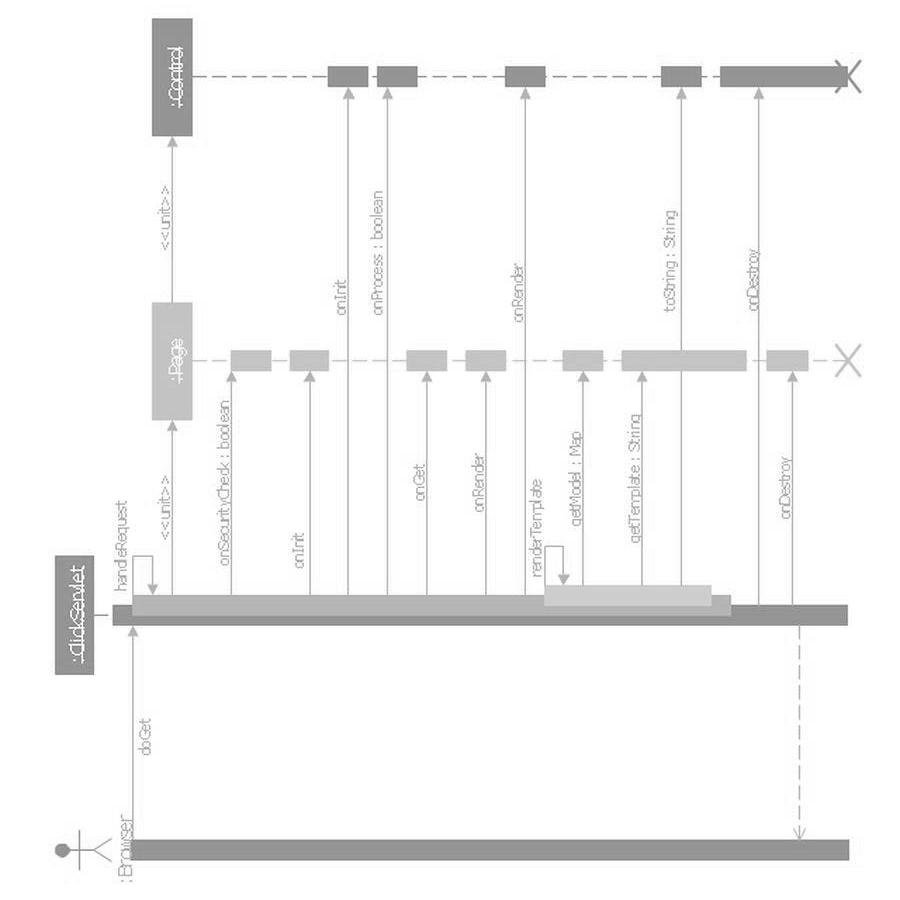 :Browser
:ClickServlet
:Page
:Control
doGet
handleRequest
<<unit>>
<<unit>>
onSecurityCheck : boolean
onInit
onInit
onProcess : boolean
onGet
onRender
onRender
renderTemplate
getModel : Map
getTemplate : String
toString : String
onDestroy
onDestroy